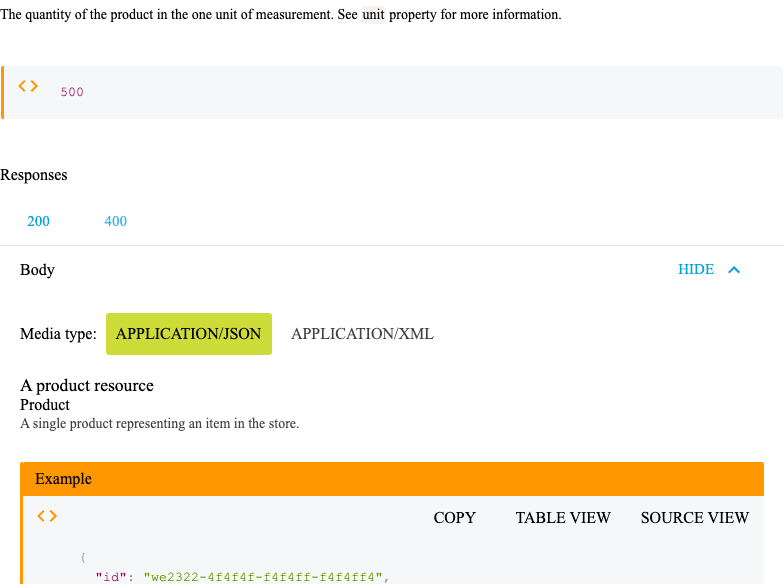 The quantity of the product in the one unit of measurement. See unit property for more information.
500
Responses
200 400
Body HIDE
Media type: APPLICATION/JSON APPLICATION/XML
A product resource
Product
A single product representing an item in the store.
Example
COPY TABLE VIEW SOURCE VIEW
{
"id": "we2322-4f4f4f-f4f4ff-f4f4ff4",